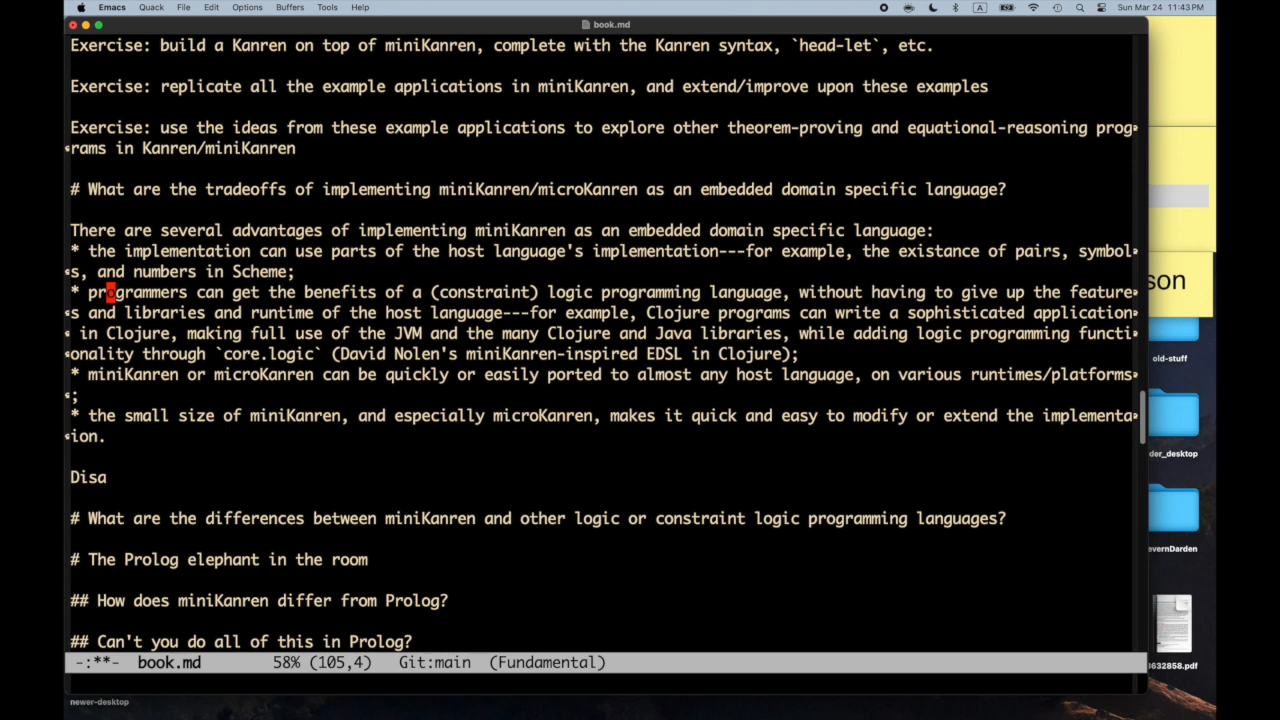 Emacs Quack File Edit Options Buffers Tools Help A Sun Mar 24 11:43PM
book.md
Exercise: build a Kanren on top of miniKanren, complete with the Kanren syntax, `head-let`, etc.
Exercise: replicate all the example applications in miniKanren, and extend/improve upon these examples
Exercise: use the ideas from these example applications to explore other theorem-proving and equational-reasoning prog
rams in Kanren/miniKanren
# What are the tradeoffs of implementing miniKanren/microKanren as an embedded domain specific language?
There are several advantages of implementing miniKanren as an embedded domain specific language:
* the implementation can use parts of the host language's implementation---for example, the existance of pairs, symbol
s, and numbers in Scheme;
* programmers can get the benefits of a (constraint) logic programming language, without having to give up the feature
s and libraries and runtime of the host language---for example, Clojure programs can write a sophisticated application
in Clojure, making full use of the JVM and the many Clojure and Java libraries, while adding logic programming functi
onality through `core.logic` (David Nolen's miniKanren-inspired EDSL in Clojure);
* miniKanren or microKanren can be quickly or easily ported to almost any host language, on various runtimes/platforms
;
* the small size of miniKanren, and especially microKanren, makes it quick and easy to modify or extend the implementa
ion.
Disa
# What are the differences between miniKanren and other logic or constraint logic programming languages?
# The Prolog elephant in the room
## How does miniKanren differ from Prolog?
## Can't you do all of this in Prolog?
-:**- book.md 58% (105,4) Git:main (Fundamental)
son
old-stuff
der_desktop
evernDarden
3632858.pdf
newer-desktop